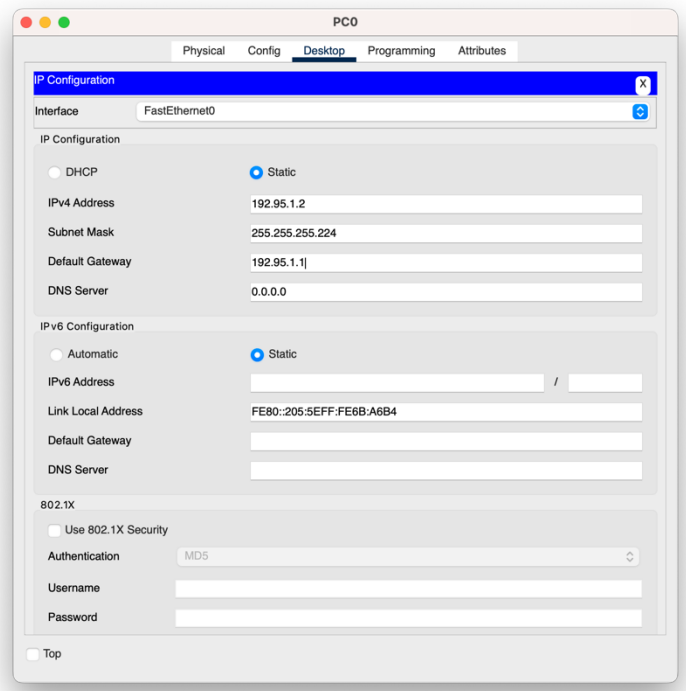 PC0
Physical Config Desktop Programming Attributes
IP Configuration X
Interface FastEthernet0
IP Configuration
DHCP Static
IPv4 Address 192.95.1.2
Subnet Mask 255.255.255.224
Default Gateway 192.95.1.1
DNS Server 0.0.0.0
IPv6 Configuration
Automatic Static
IPv6 Address /
Link Local Address FE80::205:5EFF:FE6B:A6B4
Default Gateway
DNS Server
802.1X
Use 802.1X Security
Authentication MD5
Username
Password
Top